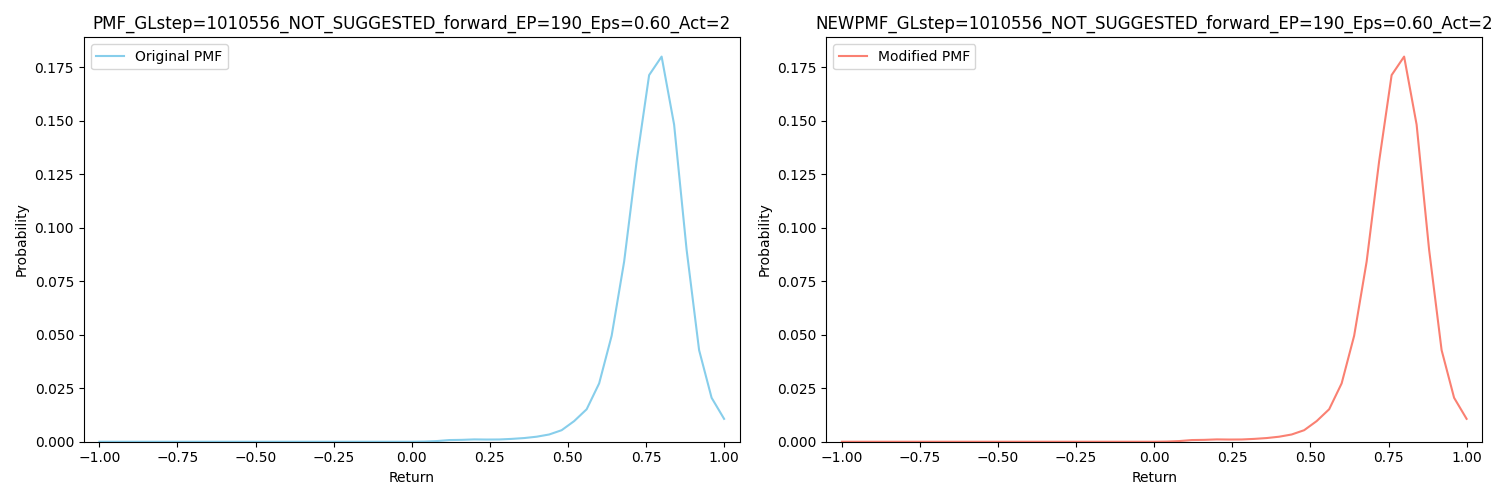 PMF_GLstep=1010556_NOT_SUGGESTED_forward_EP=190_Eps=0.60_Act=2
Original PMF
Probability
0.175
0.150
0.125
0.100
0.075
0.050
0.025
0.000
−1.00 −0.75 −0.50 −0.25 0.00 0.25 0.50 0.75 1.00
Return
NEWPMF_GLstep=1010556_NOT_SUGGESTED_forward_EP=190_Eps=0.60_Act=2
Modified PMF
Probability
0.175
0.150
0.125
0.100
0.075
0.050
0.025
0.000
−1.00 −0.75 −0.50 −0.25 0.00 0.25 0.50 0.75 1.00
Return